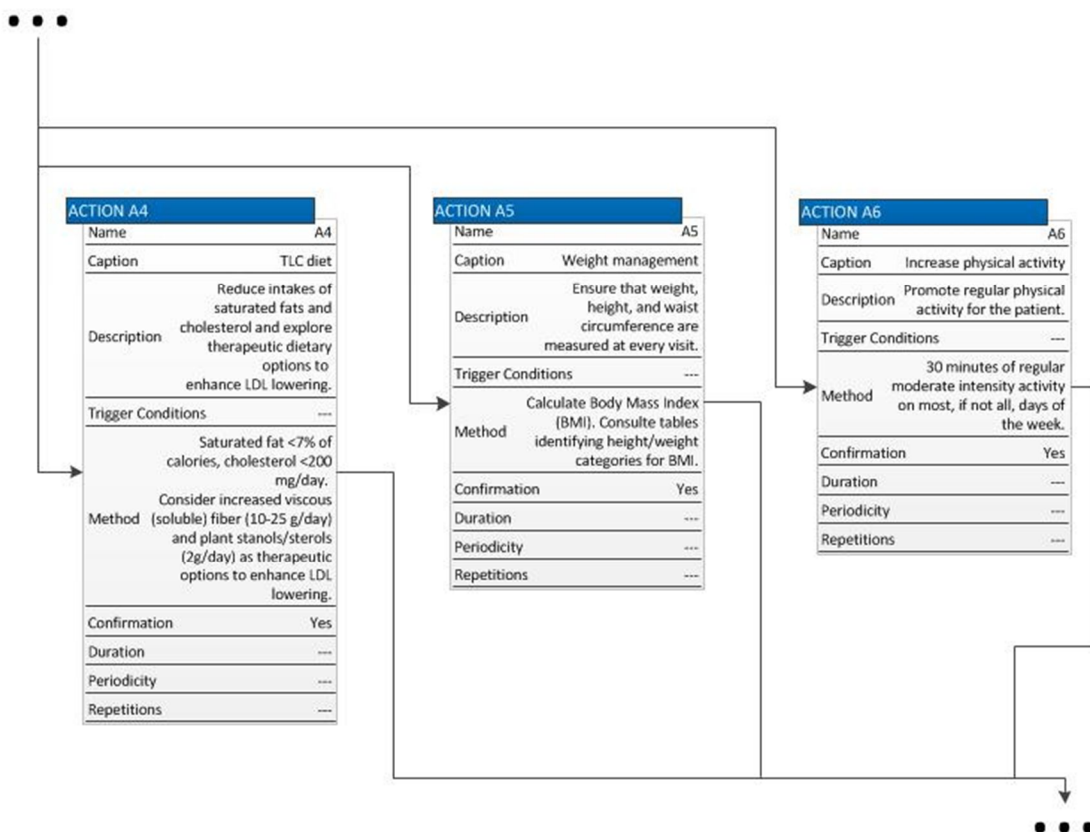 • • •
ACTION A4
Name A4
Caption TLC diet
Description Reduce intakes of
saturated fats and
cholesterol and explore
therapeutic dietary
options to
enhance LDL lowering.
Trigger Conditions ---
Method Saturated fat <7% of
calories, cholesterol <200
mg/day.
Consider increased viscous
(soluble) fiber (10-25 g/day)
and plant stanols/sterols
(2g/day) as therapeutic
options to enhance LDL
lowering.
Confirmation Yes
Duration ---
Periodicity ---
Repetitions ---
ACTION A5
Name A5
Caption Weight management
Description Ensure that weight,
height, and waist
circumference are
measured at every visit.
Trigger Conditions ---
Method Calculate Body Mass Index
(BMI). Consulte tables
identifying height/weight
categories for BMI.
Confirmation Yes
Duration ---
Periodicity ---
Repetitions ---
ACTION A6
Name A6
Caption Increase physical activity
Description Promote regular physical
activity for the patient.
Trigger Conditions ---
Method 30 minutes of regular
moderate intensity activity
on most, if not all, days of
the week.
Confirmation Yes
Duration ---
Periodicity ---
Repetitions ---
• • •